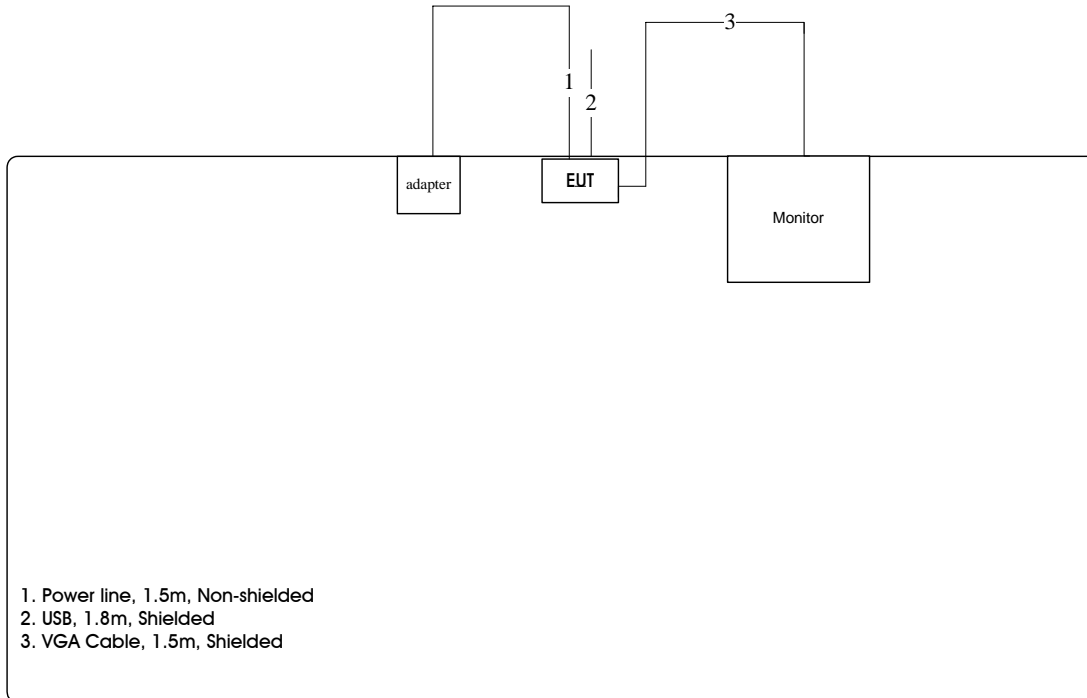 3
1
2
adapter
EUT
Monitor
1. Power line, 1.5m, Non-shielded
2. USB, 1.8m, Shielded
3. VGA Cable, 1.5m, Shielded